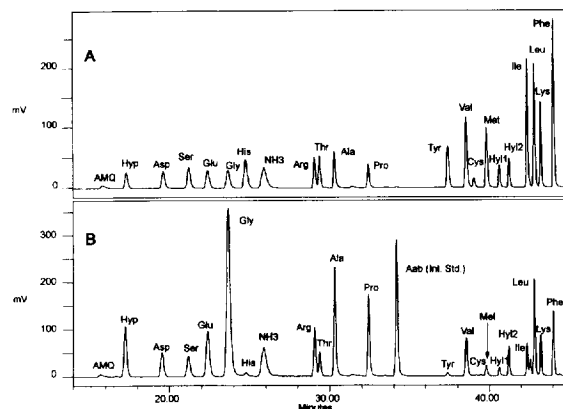 A
mV
200
100
0
AMQ
Hyp
Asp
Ser
Glu
Gly
His
NH3
Arg
Thr
Ala
Pro
Tyr
Val
Cys
Met
Hyl1
Hyl2
Ile
Leu
Lys
Phe
B
mV
300
200
100
0
AMQ
Hyp
Asp
Ser
Glu
Gly
His
NH3
Arg
Thr
Ala
Pro
Aab (Int. Std.)
Tyr
Val
Cys
Met
Hyl1
Hyl2
Ile
Leu
Lys
Phe
20.00
30.00
40.00
Minutes